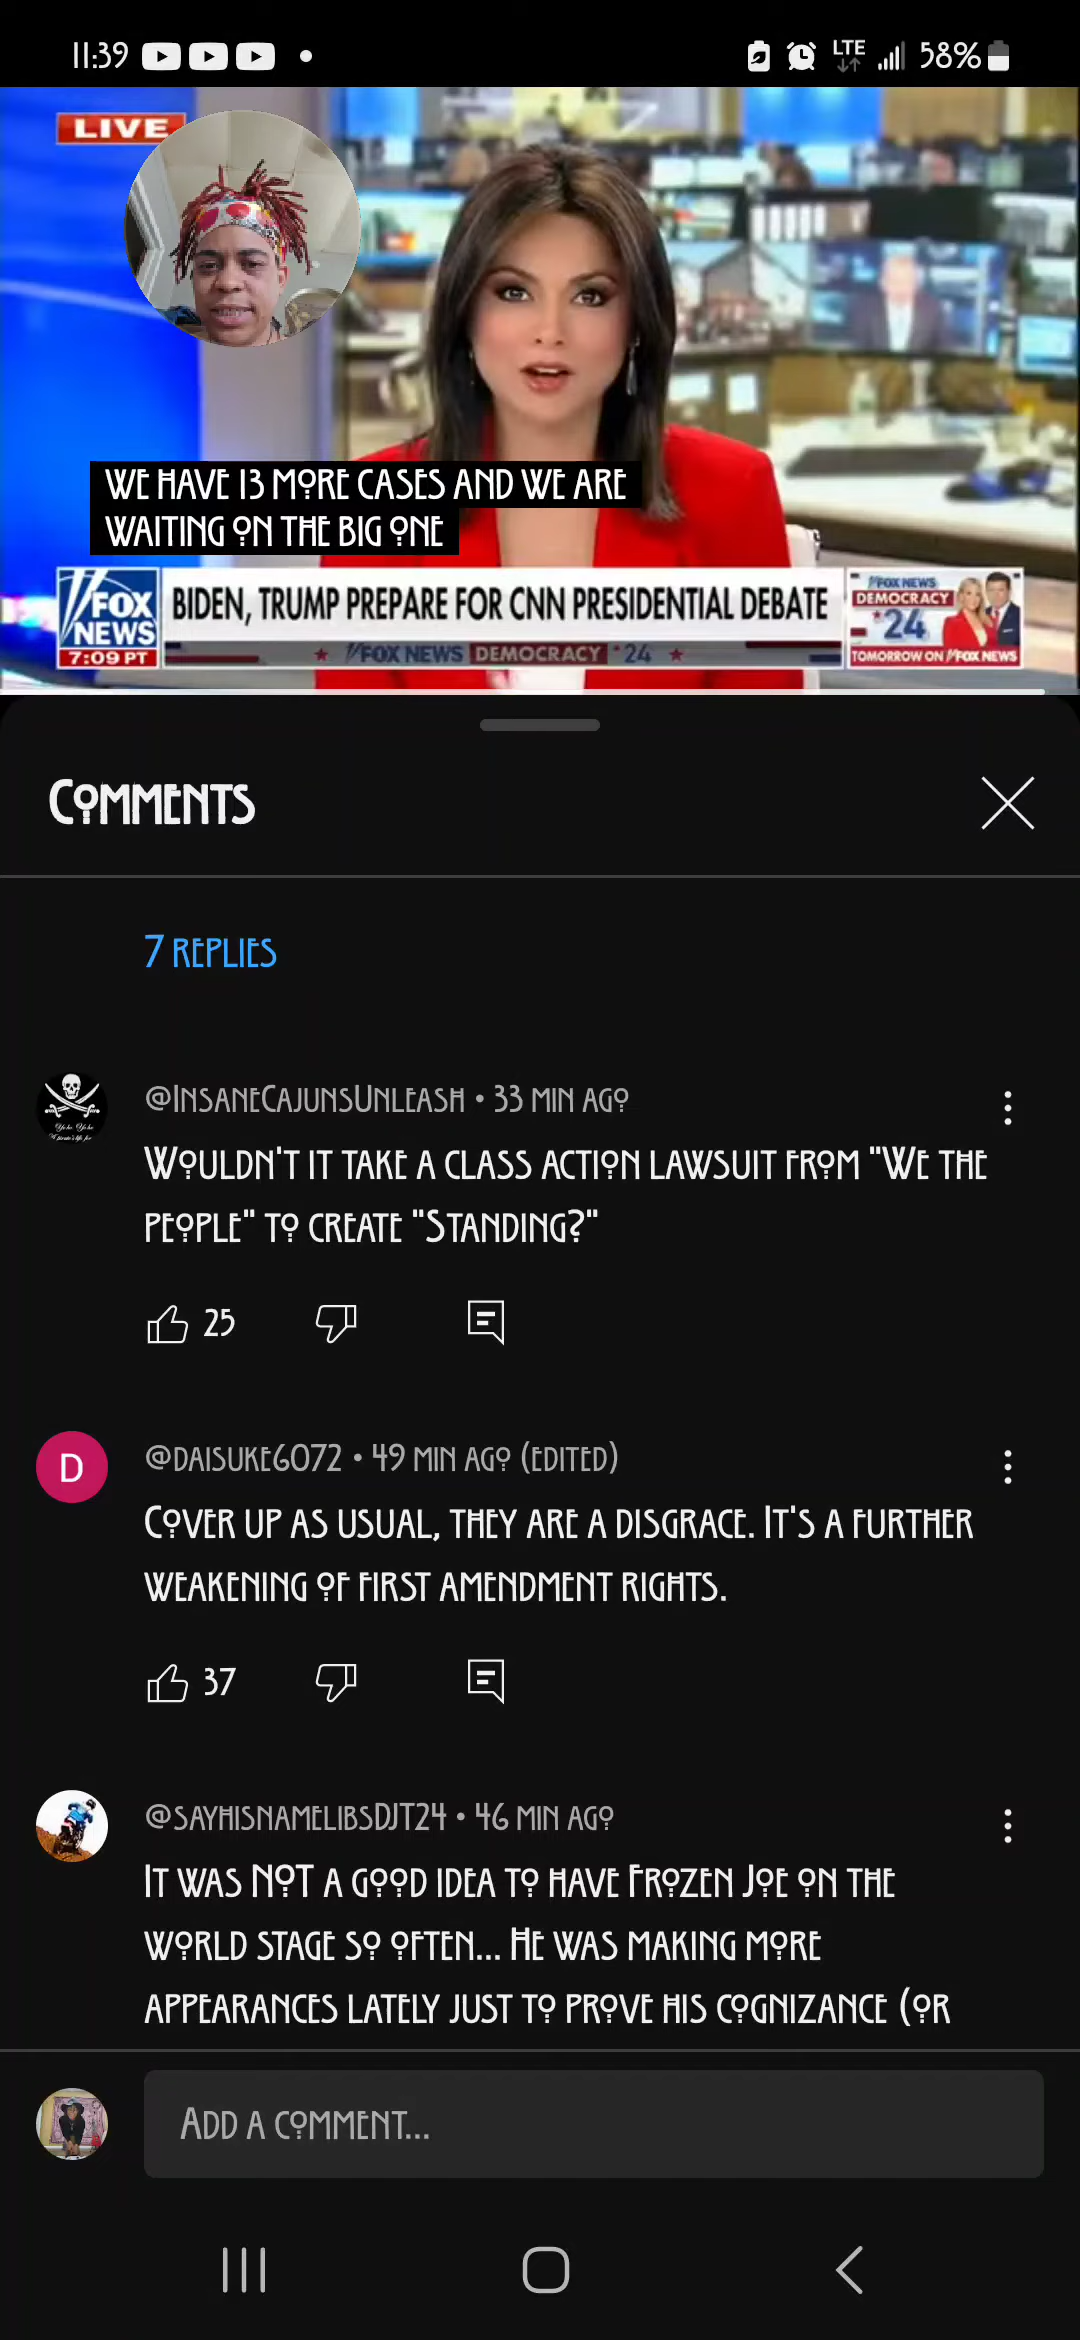 11:39
LTE
58%
LIVE
WE HAVE 13 MORE CASES AND WE ARE
WAITING ON THE BIG ONE
FOX
NEWS
7:09 PT
BIDEN, TRUMP PREPARE FOR CNN PRESIDENTIAL DEBATE
FOX NEWS DEMOCRACY '24
FOX NEWS
DEMOCRACY
'24
TOMORROW ON FOX NEWS
Comments
7 replies
@InsaneCajunsUnleash • 33 min ago
Wouldn't it take a class action lawsuit from "We the
people" to create "Standing?"
25
D
@daisuke6072 • 49 min ago (edited)
Cover up as usual, they are a disgrace. It's a further
weakening of first amendment rights.
37
@sayhisnamelibsDJT24 • 46 min ago
It was NOT a good idea to have Frozen Joe on the
world stage so often... He was making more
appearances lately just to prove his cognizance (or
Add a comment...